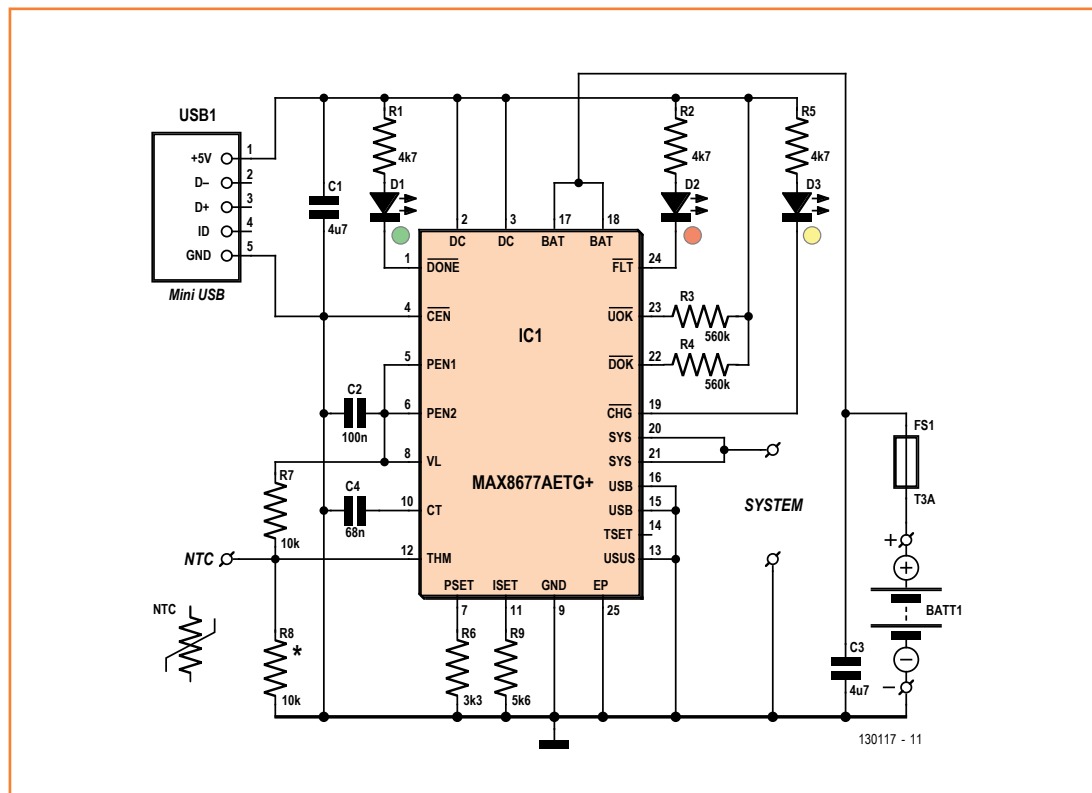 USB1
+5V
D–
D+
ID
GND
1
2
3
4
5
Mini USB
C1
4u7
R1
4k7
D1
R2
4k7
D2
R5
4k7
D3
2
DC
3
DC
17
BAT
18
BAT
1
DONE
24
FLT
4
CEN
23
UOK
R3
560k
IC1
5
PEN1
22
DOK
R4
560k
C2
100n
6
PEN2
19
CHG
20
SYS
21
SYS
8
VL
MAX8677AETG+
16
USB
15
USB
R7
10k
C4
68n
10
CT
14
TSET
NTC
12
THM
13
USUS
SYSTEM
PSET
7
ISSET
11
GND
9
EP
25
NTC
R8
*
10k
R6
3k3
R9
5k6
FS1
T3A
+
+
BATT1
–
–
C3
4u7
130117 - 11